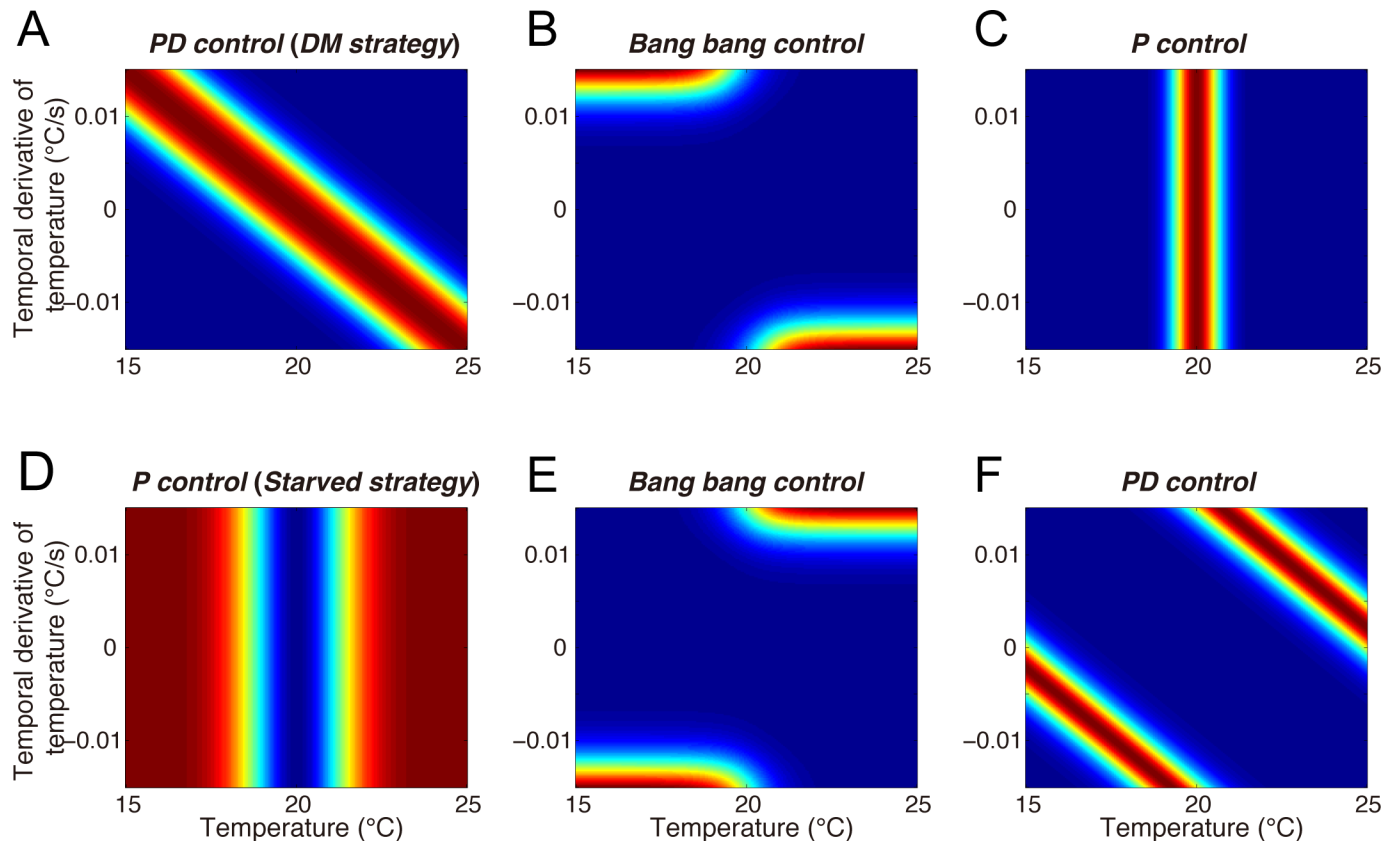 A
PD control (DM strategy)
B
Bang bang control
C
P control
Temporal derivative of
temperature (°C/s)
0.01
0
−0.01
15
20
25
0.01
0
−0.01
15
20
25
0.01
0
−0.01
15
20
25
D
P control (Starved strategy)
E
Bang bang control
F
PD control
Temporal derivative of
temperature (°C/s)
0.01
0
−0.01
15
20
25
0.01
0
−0.01
15
20
25
0.01
0
−0.01
15
20
25
Temperature (°C)
Temperature (°C)
Temperature (°C)